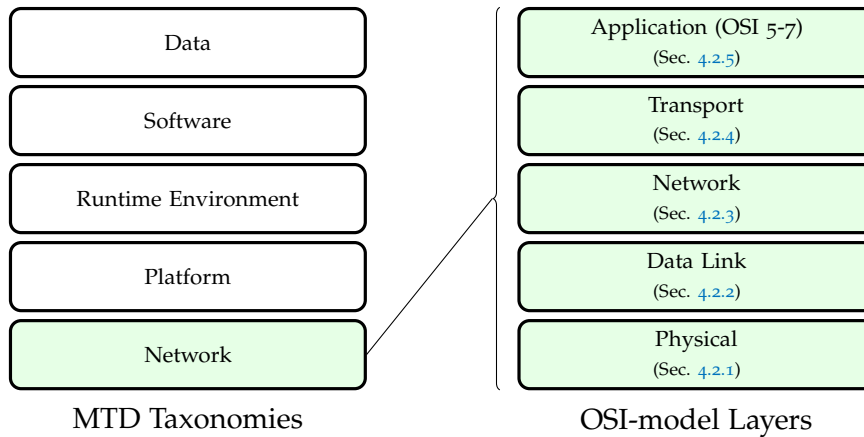 Data
Software
Runtime Environment
Platform
Network
MTD Taxonomies
Application (OSI 5-7)
(Sec. 4.2.5)
Transport
(Sec. 4.2.4)
Network
(Sec. 4.2.3)
Data Link
(Sec. 4.2.2)
Physical
(Sec. 4.2.1)
OSI-model Layers